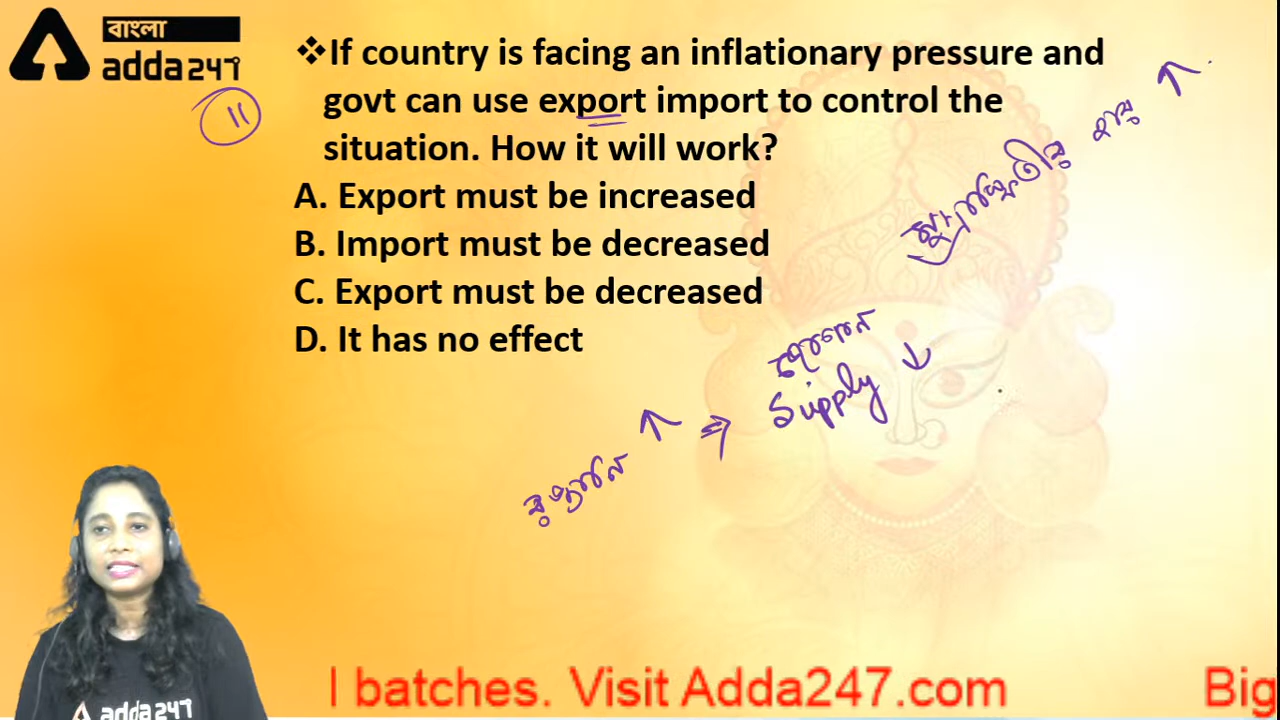 বাংলা
adda247
11
❖If country is facing an inflationary pressure and
govt can use export import to control the
situation. How it will work?
A. Export must be increased
B. Import must be decreased
C. Export must be decreased
D. It has no effect
মুদ্রাস্ফীতির হার ↑
যোগান
Supply ↓
রপ্তানি ↑ ⇒
বাংলা
adda247
l batches. Visit Adda247.com
Big